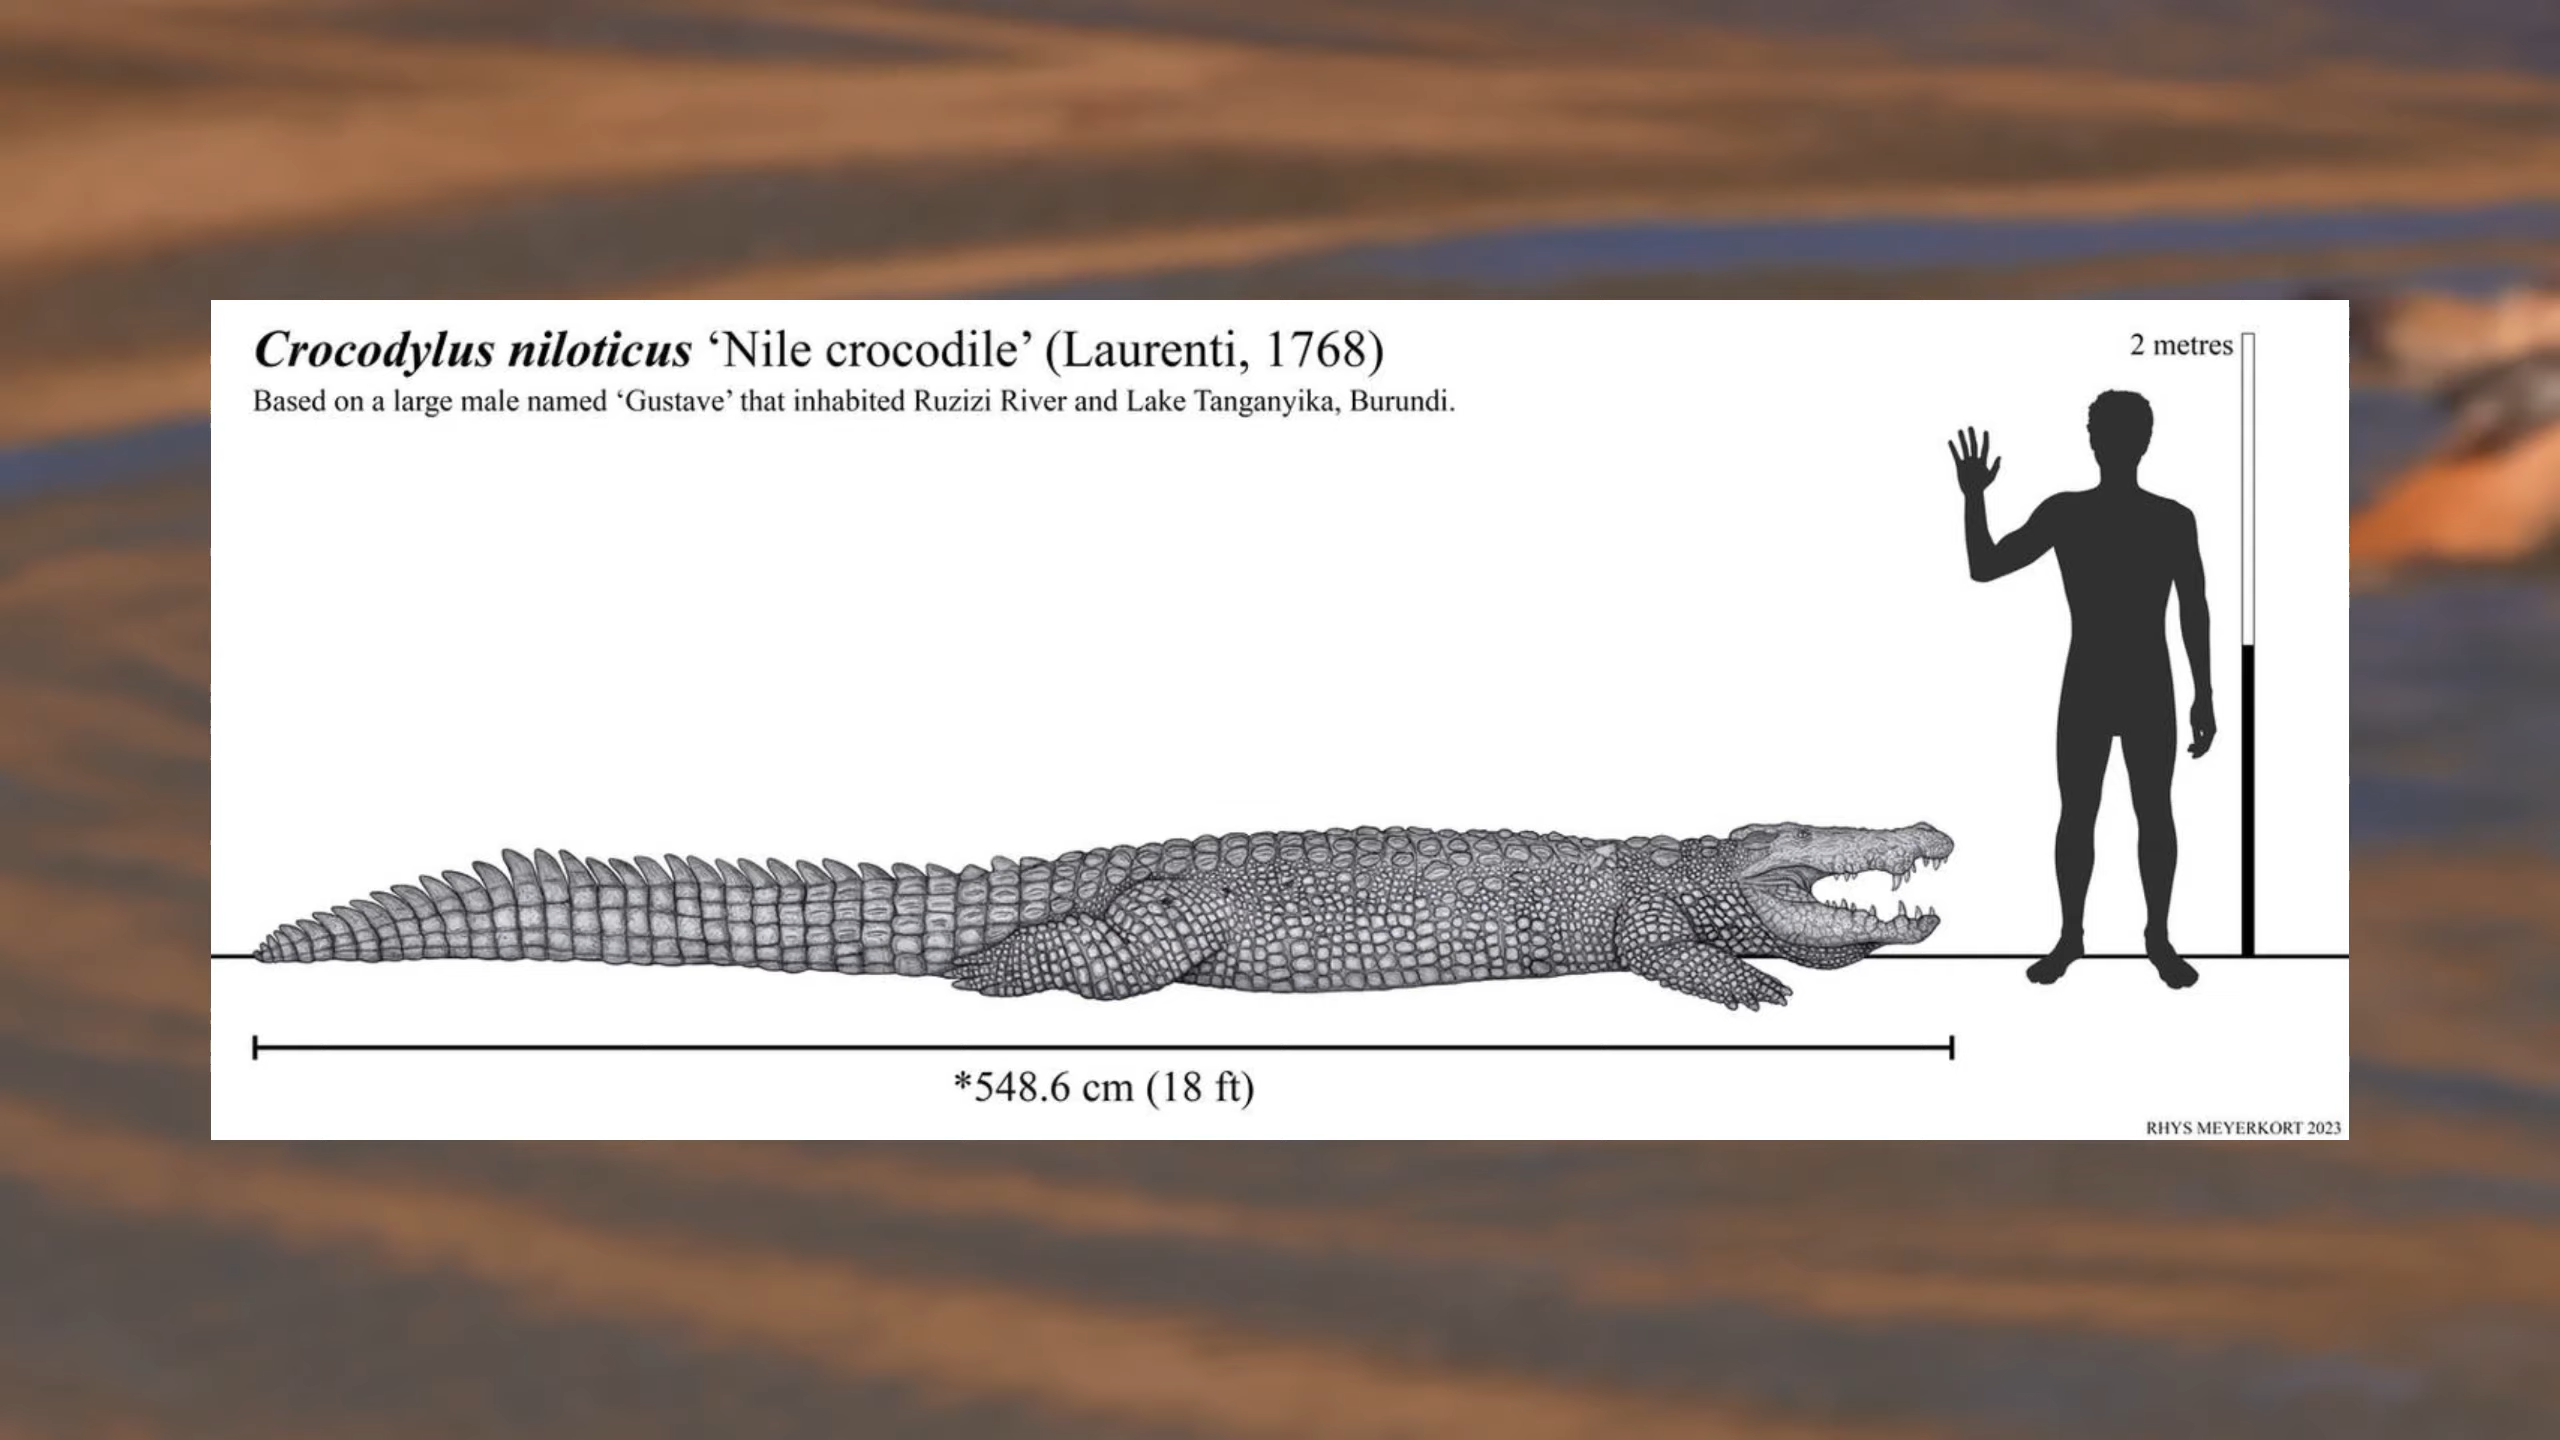 Crocodylus niloticus ‘Nile crocodile’ (Laurenti, 1768)
Based on a large male named ‘Gustave’ that inhabited Ruzizi River and Lake Tanganyika, Burundi.
2 metres
*548.6 cm (18 ft)
RHYS MEYERKORT 2023